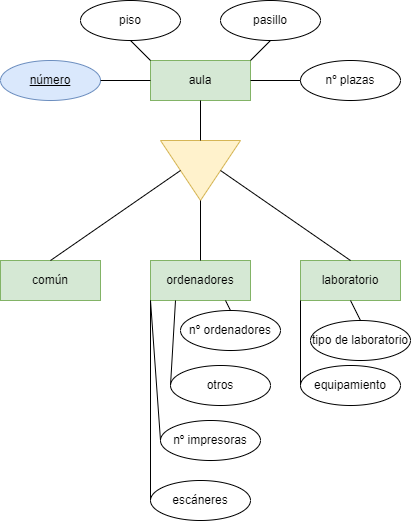 piso
pasillo
número
aula
nº plazas
común
ordenadores
laboratorio
nº ordenadores
tipo de laboratorio
otros
equipamiento
nº impresoras
escáneres